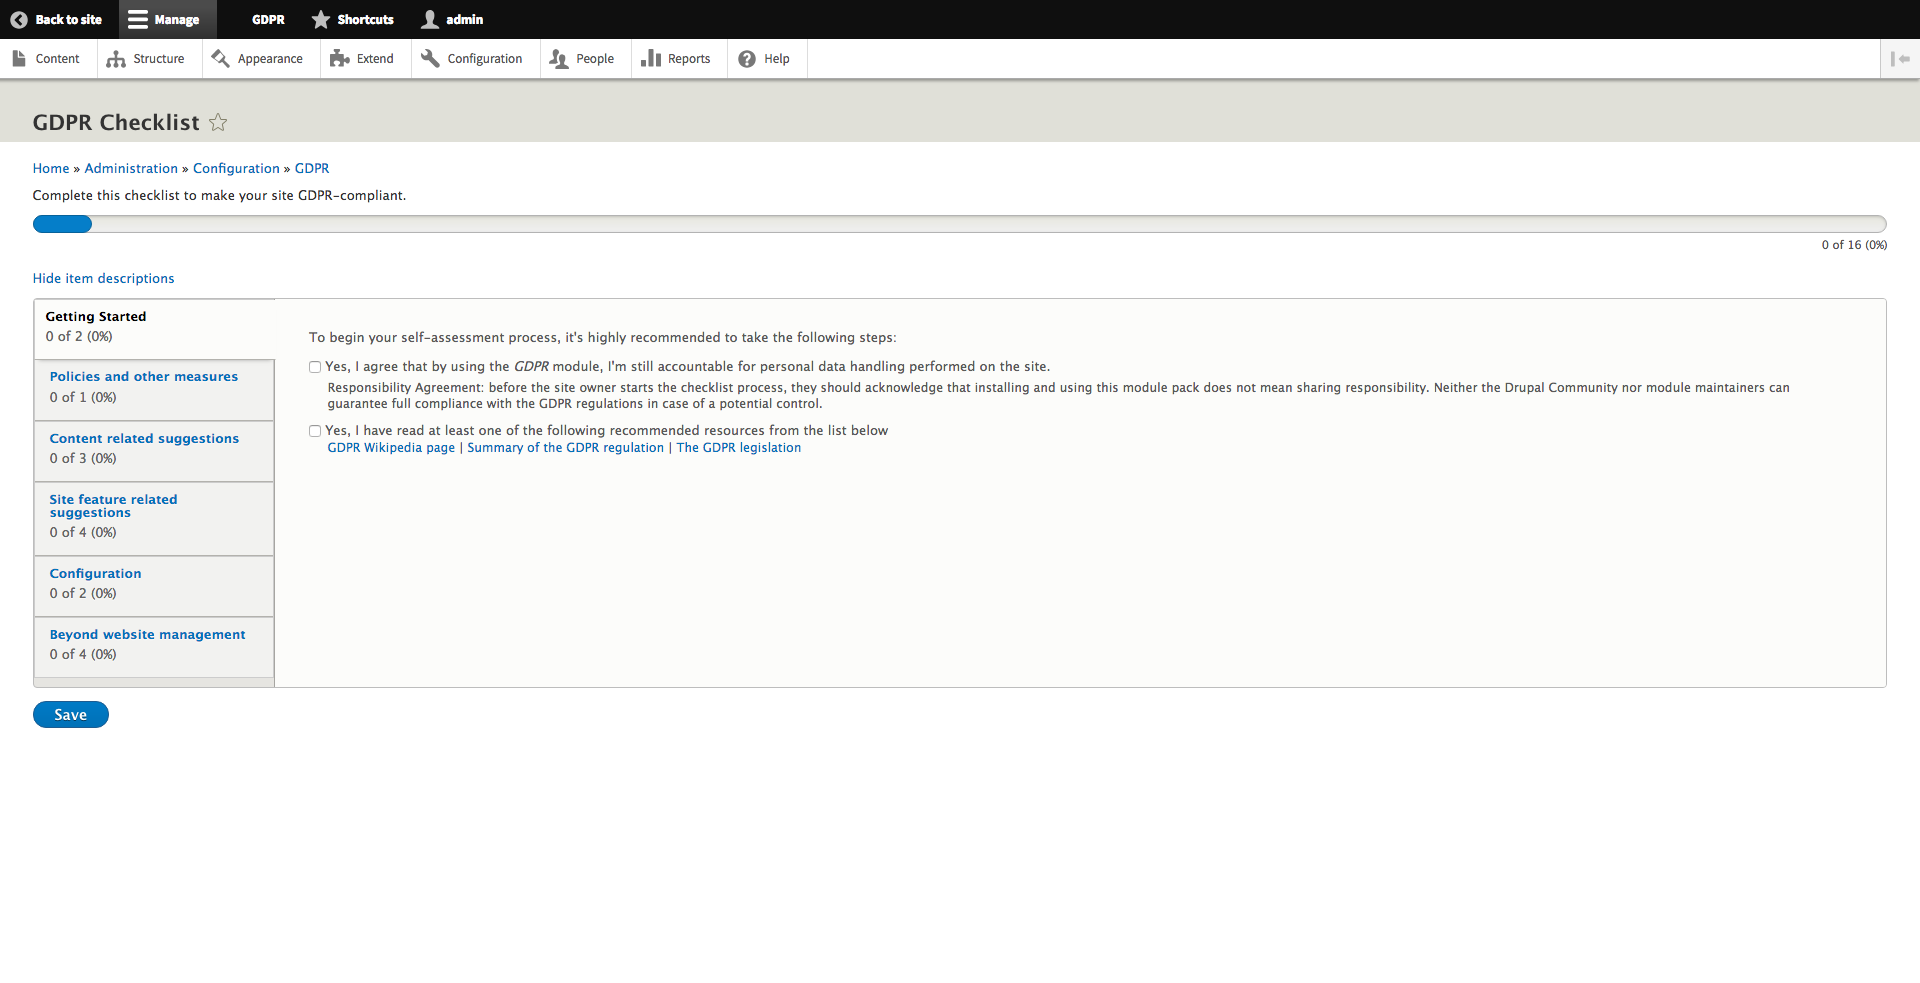 Back to site Manage GDPR Shortcuts admin
Content Structure Appearance Extend Configuration People Reports Help
GDPR Checklist
Home » Administration » Configuration » GDPR
Complete this checklist to make your site GDPR-compliant.
0 of 16 (0%)
Hide item descriptions
Getting Started
0 of 2 (0%)
Policies and other measures
0 of 1 (0%)
Content related suggestions
0 of 3 (0%)
Site feature related
suggestions
0 of 4 (0%)
Configuration
0 of 2 (0%)
Beyond website management
0 of 4 (0%)
To begin your self-assessment process, it's highly recommended to take the following steps:
Yes, I agree that by using the GDPR module, I'm still accountable for personal data handling performed on the site.
Responsibility Agreement: before the site owner starts the checklist process, they should acknowledge that installing and using this module pack does not mean sharing responsibility. Neither the Drupal Community nor module maintainers can
guarantee full compliance with the GDPR regulations in case of a potential control.
Yes, I have read at least one of the following recommended resources from the list below
GDPR Wikipedia page | Summary of the GDPR regulation | The GDPR legislation
Save